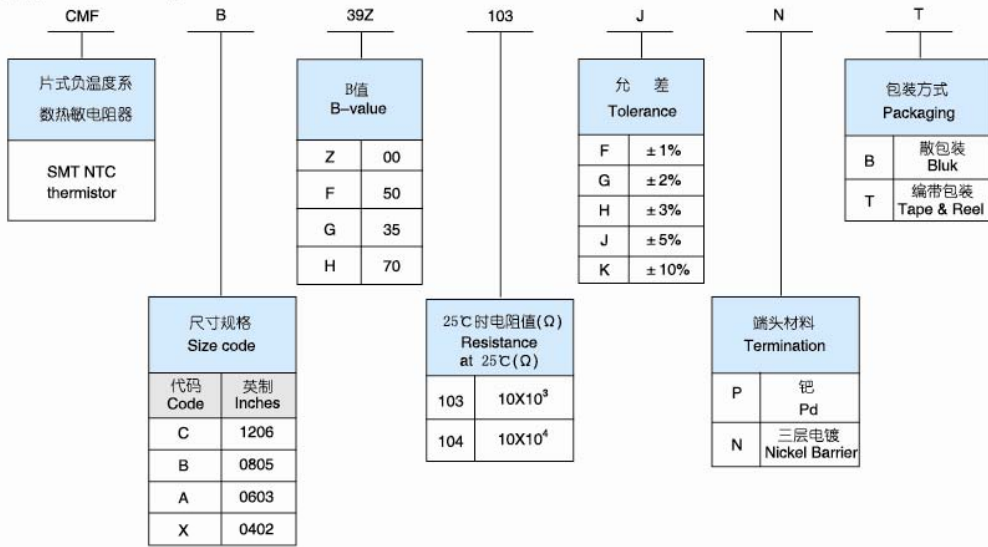 CMF B 39Z 103 J N T
片式负温度系
数热敏电阻器
SMT NTC
thermistor
B值
B-value
Z 00
F 50
G 35
H 70
允 差
Tolerance
F ±1%
G ±2%
H ±3%
J ±5%
K ±10%
包装方式
Packaging
B 散包装
Bluk
T 编带包装
Tape & Reel
尺寸规格
Size code
代码 英制
Code Inches
C 1206
B 0805
A 0603
X 0402
25℃时电阻值(Ω)
Resistance
at 25℃(Ω)
103 10X10³
104 10X10⁴
端头材料
Termination
P 钯
Pd
N 三层电镀
Nickel Barrier